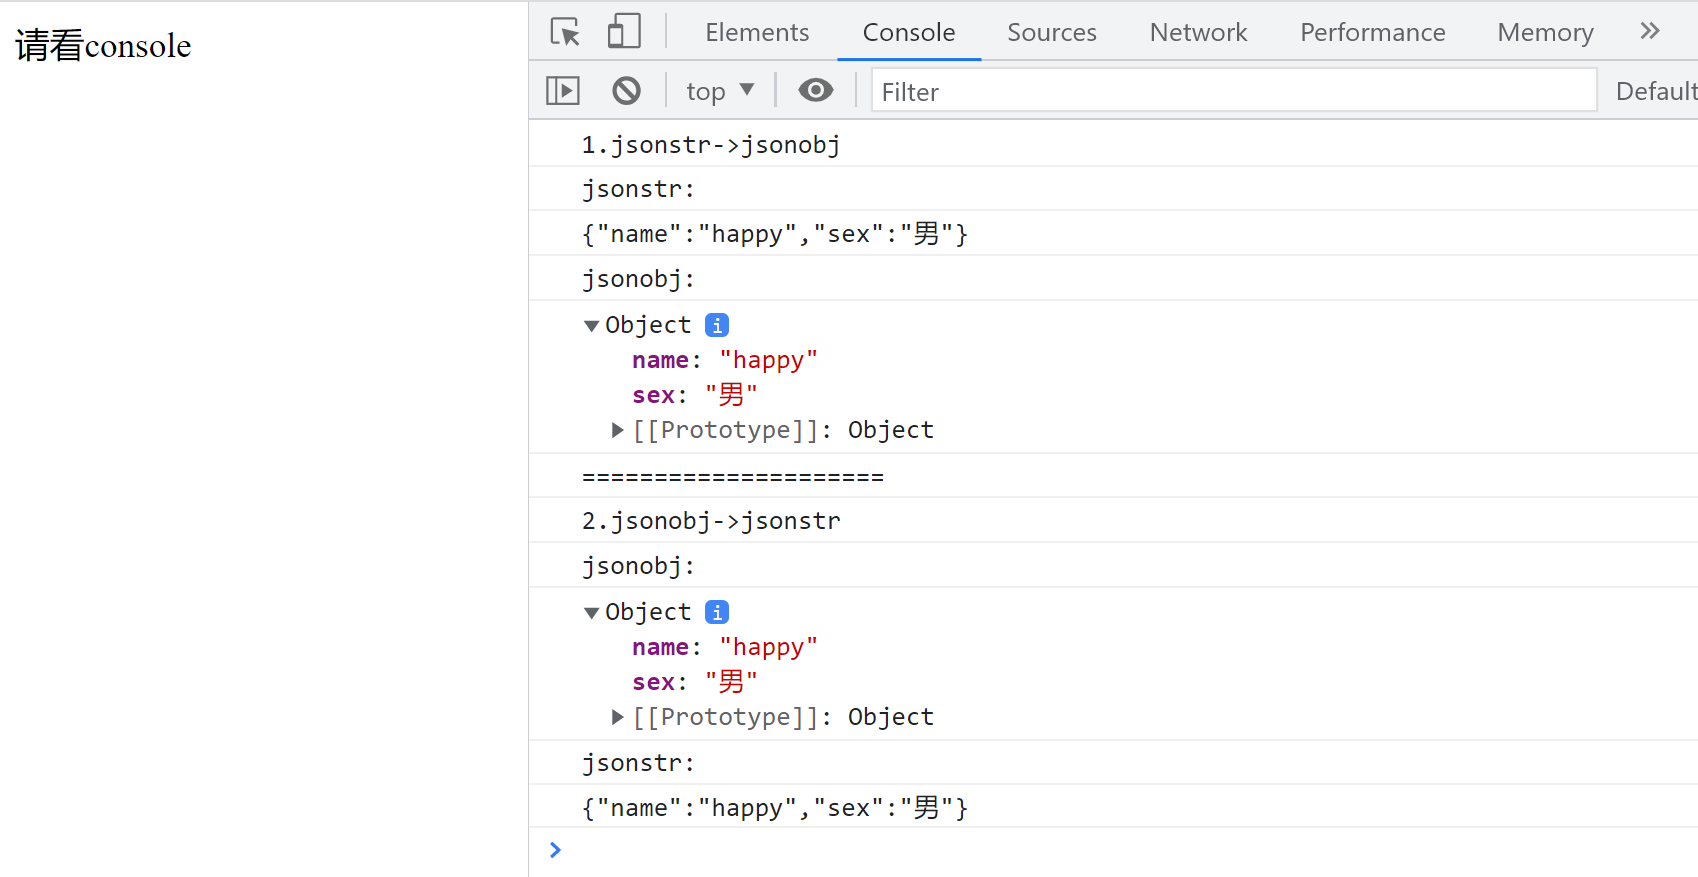 请看console
Elements Console Sources Network Performance Memory
top Filter Default
1.jsonstr->jsonobj
jsonstr:
{"name":"happy","sex":"男"}
jsonobj:
Object i
name: "happy"
sex: "男"
[[Prototype]]: Object
=====================
2.jsonobj->jsonstr
jsonobj:
Object i
name: "happy"
sex: "男"
[[Prototype]]: Object
jsonstr:
{"name":"happy","sex":"男"}